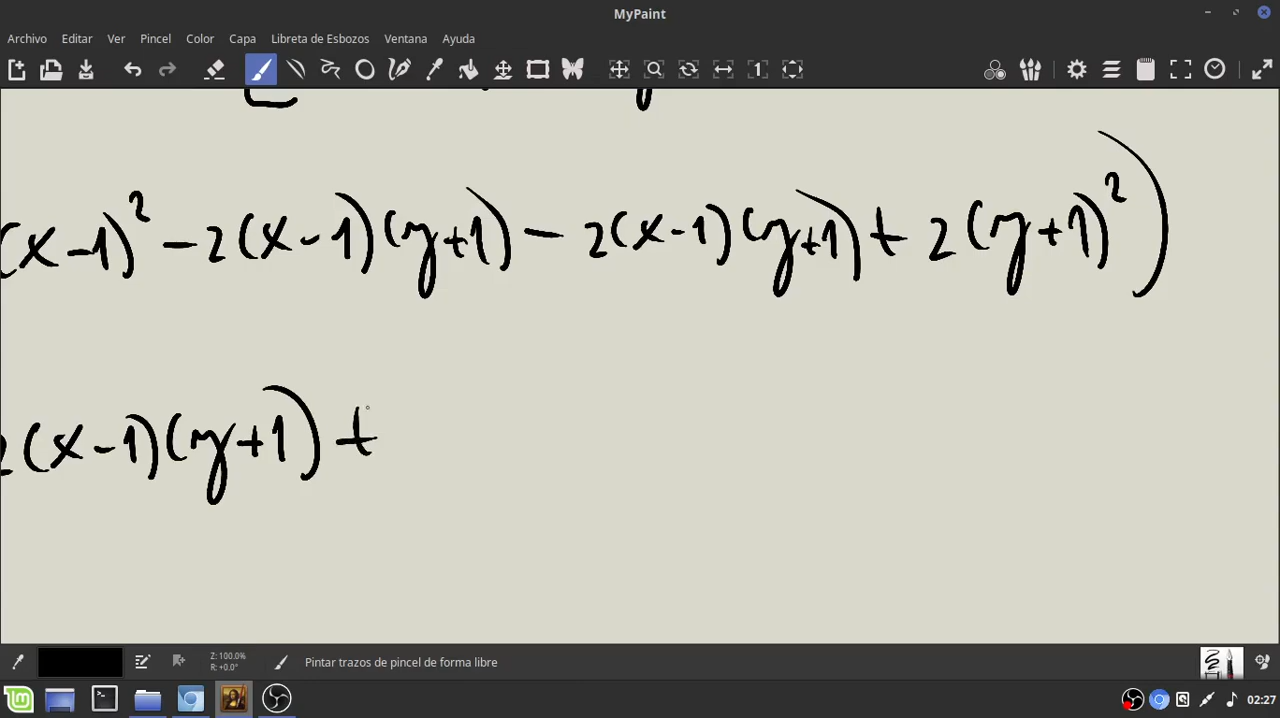 MyPaint
Archivo Editar Ver Pincel Color Capa Libreta de Esbozos Ventana Ayuda
(x-1)² - 2(x-1)(y+1) - 2(x-1)(y+1) + 2(y+1)²)
2(x-1)(y+1) +
Z: 100.0%
R: +0.0°
Pintar trazos de pincel de forma libre
02:27